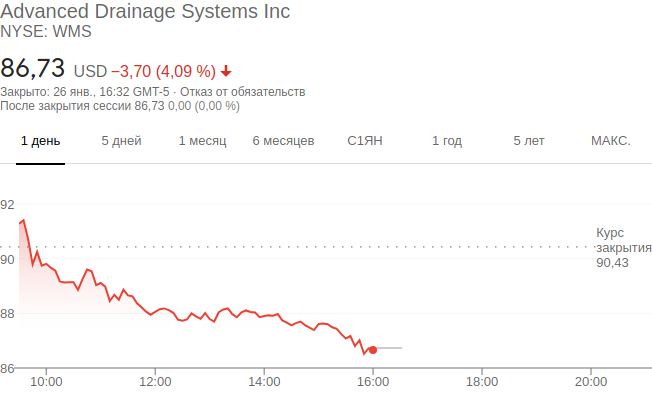 Advanced Drainage Systems Inc
NYSE: WMS
86,73 USD −3,70 (4,09 %)
Закрыто: 26 янв., 16:32 GMT-5 · Отказ от обязательств
После закрытия сессии 86,73 0,00 (0,00 %)
1 день 5 дней 1 месяц 6 месяцев С1ЯН 1 год 5 лет МАКС.
92
Курс
закрытия
90,43
90
88
86
10:00 12:00 14:00 16:00 18:00 20:00